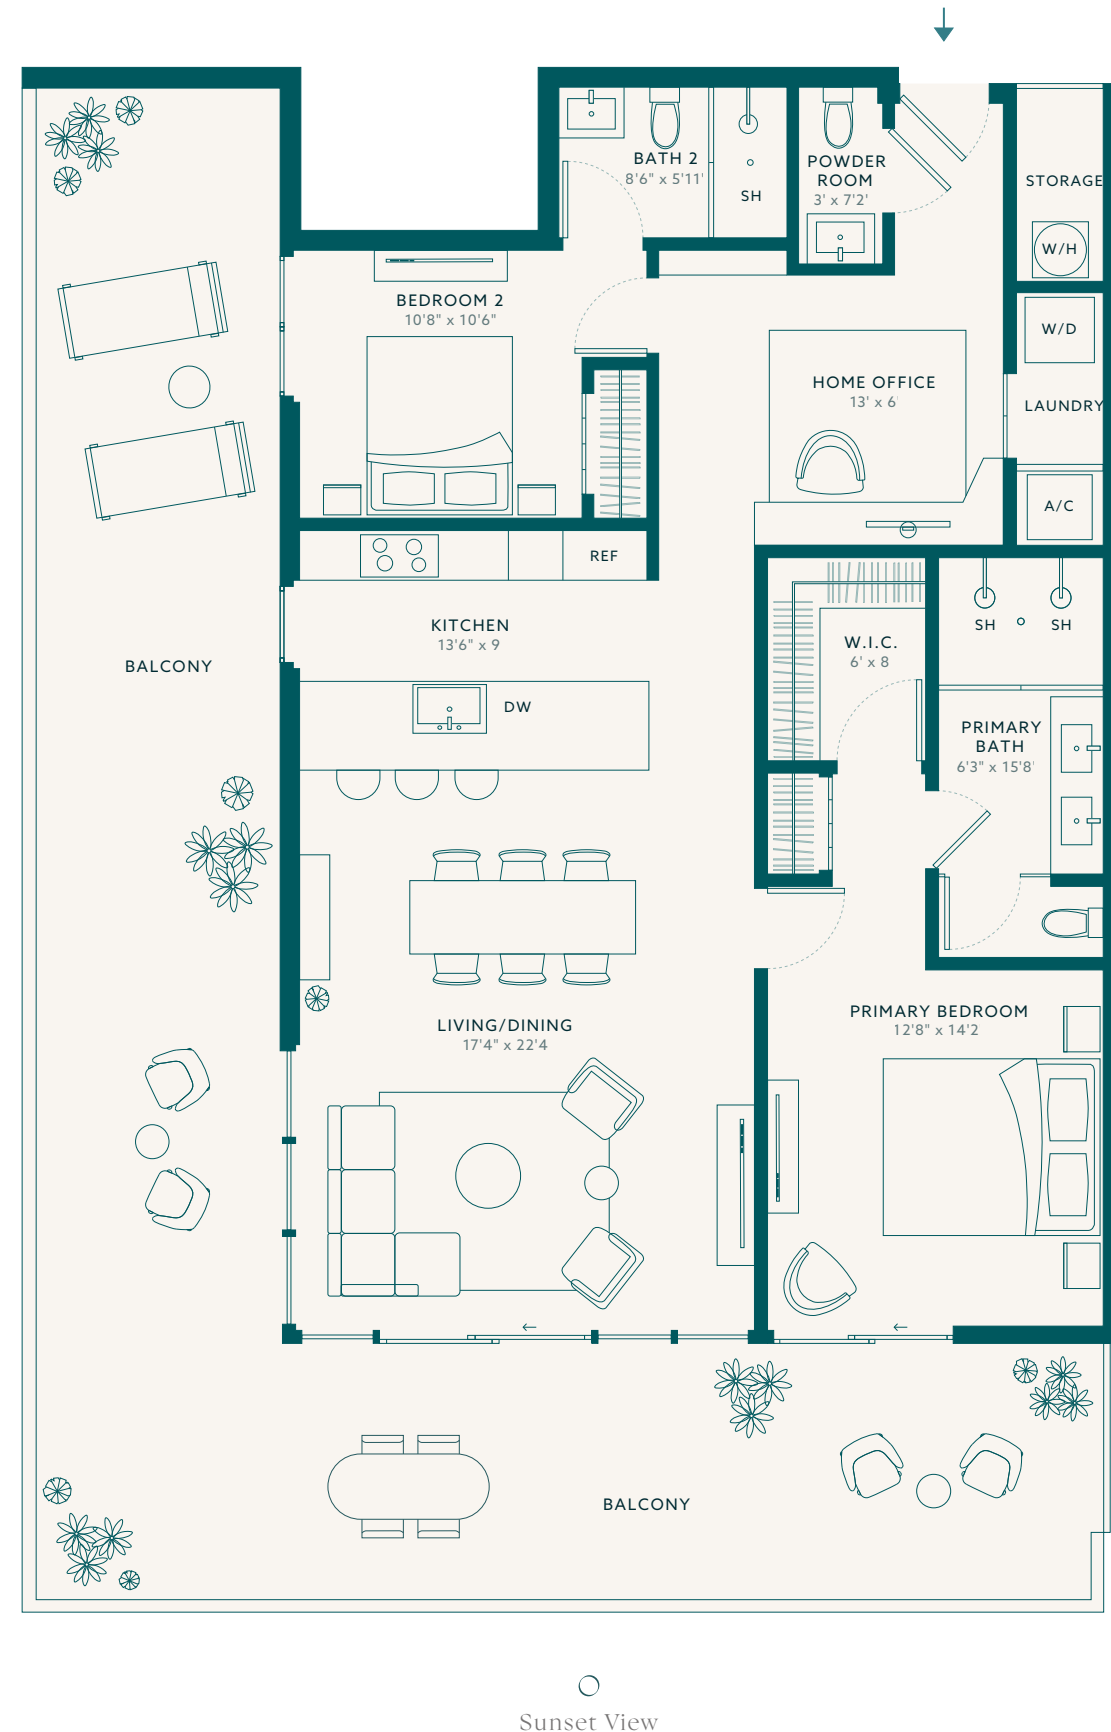 BATH 2
8'6" x 5'11'
SH
POWDER
ROOM
3' x 7'2'
STORAGE
W/H
BEDROOM 2
10'8" x 10'6"
W/D
HOME OFFICE
13' x 6'
LAUNDRY
A/C
REF
KITCHEN
13'6" x 9
SH
SH
W.I.C.
6' x 8
BALCONY
DW
PRIMARY
BATH
6'3" x 15'8'
LIVING/DINING
17'4" x 22'4
PRIMARY BEDROOM
12'8" x 14'2
BALCONY
Sunset View